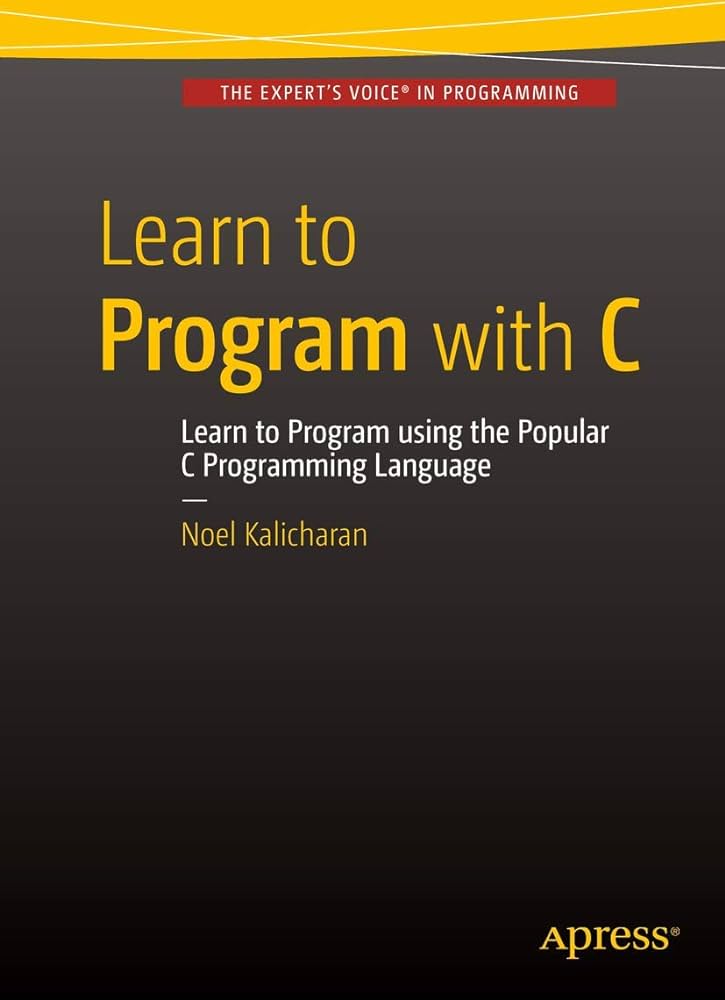 THE EXPERT'S VOICE® IN PROGRAMMING
Learn to
Program with C
Learn to Program using the Popular
C Programming Language
Noel Kalicharan
Apress®